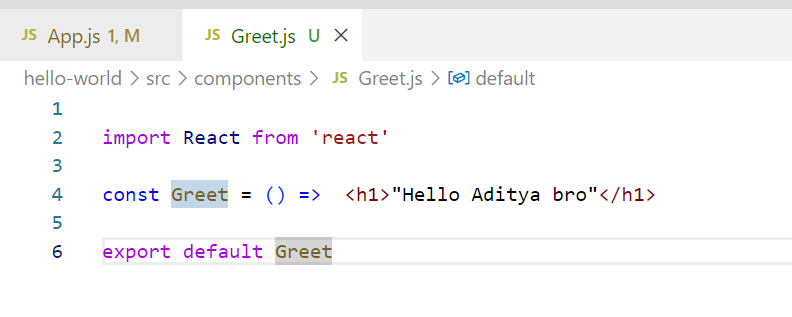 JS App.js 1, M JS Greet.js U
hello-world > src > components > JS Greet.js > default
1
2 import React from 'react'
3
4 const Greet = () => <h1>"Hello Aditya bro"</h1>
5
6 export default Greet